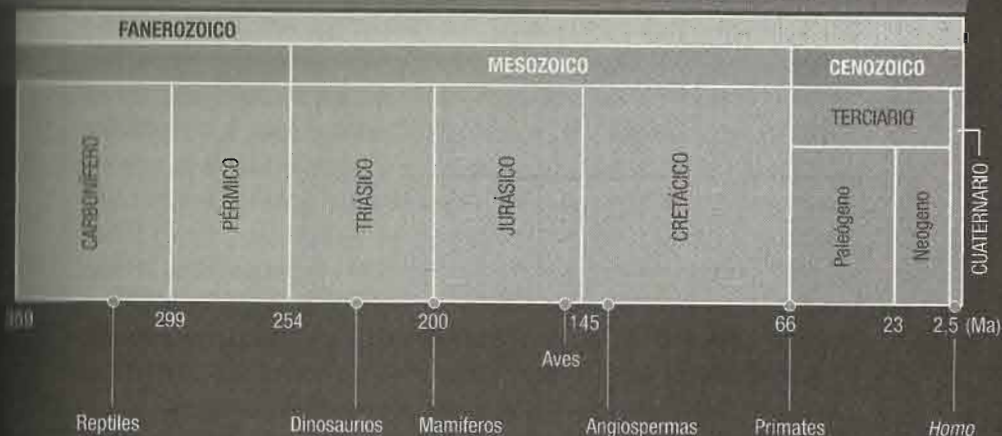 FANEROZOICO
MESOZOICO
CENOZOICO
TERCIARIO
CARBONÍFERO
PÉRMICO
TRIÁSICO
JURÁSICO
CRETÁCICO
Paleógeno
Neógeno
CUATERNARIO
299
254
200
145
66
23
2.5 (Ma)
Aves
Reptiles
Dinosaurios
Mamíferos
Angiospermas
Primates
Homo